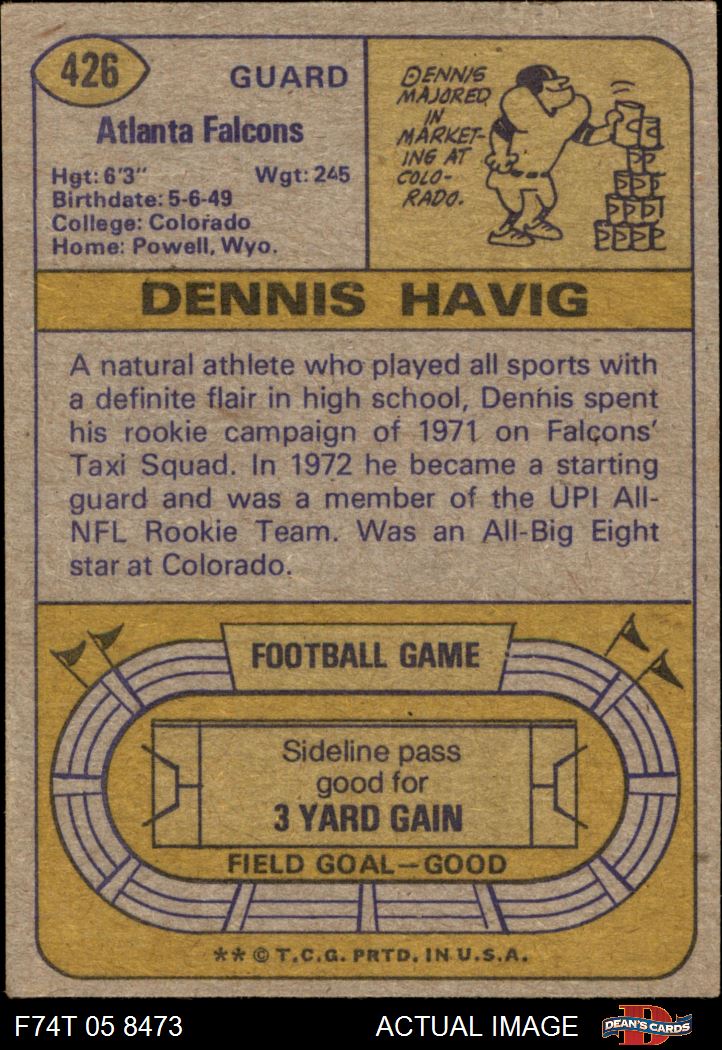 426
GUARD
Atlanta Falcons
Hgt: 6'3" Wgt: 245
Birthdate: 5-6-49
College: Colorado
Home: Powell, Wyo.
DENNIS
MAJORED
IN
MARKET-
ING AT
COLO-
RADO.
DENNIS HAVIG
A natural athlete who played all sports with
a definite flair in high school, Dennis spent
his rookie campaign of 1971 on Falcons'
Taxi Squad. In 1972 he became a starting
guard and was a member of the UPI All-
NFL Rookie Team. Was an All-Big Eight
star at Colorado.
FOOTBALL GAME
Sideline pass
good for
3 YARD GAIN
FIELD GOAL—GOOD
** © T.C.G. PRTD. IN U.S.A.
F74T 05 8473 ACTUAL IMAGE
DEAN'S CARDS